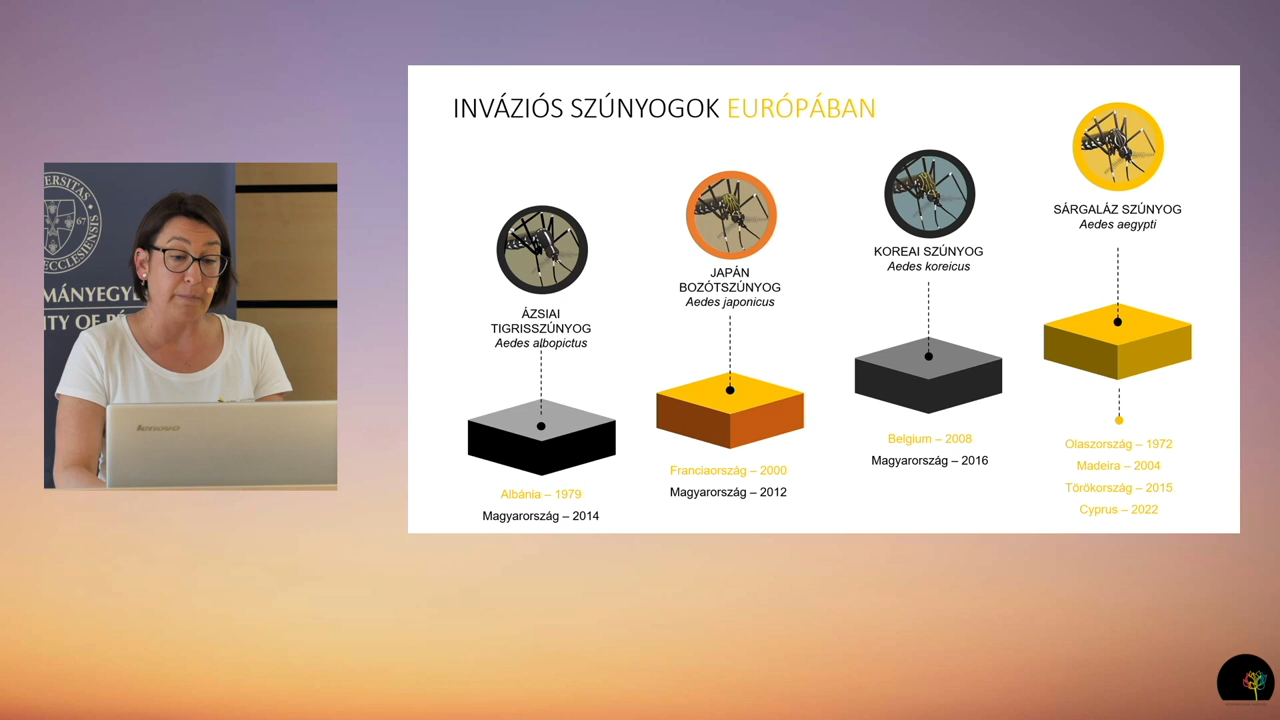 INVÁZIÓS SZÚNYOGOK EURÓPÁBAN
ÁZSIAI
TIGRISSZÚNYOG
Aedes albopictus
Albánia – 1979
Magyarország – 2014
JAPÁN
BOZÓTSZÚNYOG
Aedes japonicus
Franciaország – 2000
Magyarország – 2012
KOREAI SZÚNYOG
Aedes koreicus
Belgium – 2008
Magyarország – 2016
SÁRGALÁZ SZÚNYOG
Aedes aegypti
Olaszország – 1972
Madeira – 2004
Törökország – 2015
Cyprus – 2022
67
lenovo